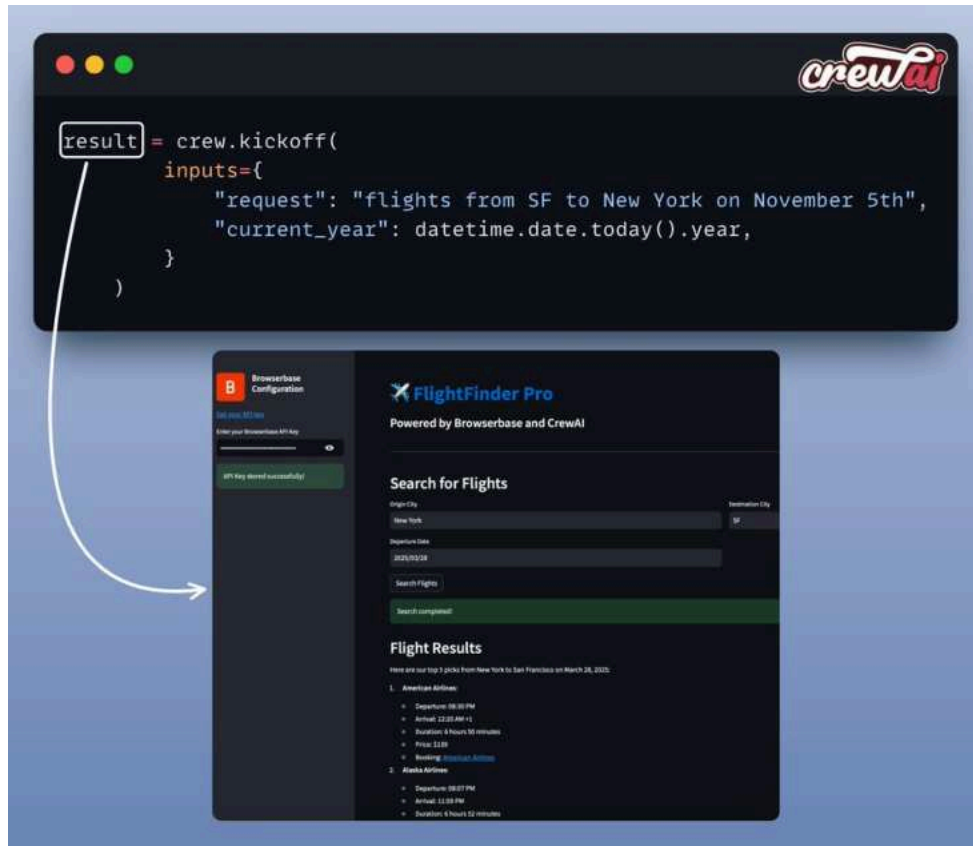 crewai
result = crew.kickoff(
inputs={
"request": "flights from SF to New York on November 5th",
"current_year": datetime.date.today().year,
}
)
B
Browserbase
Configuration
Get your API key
Enter your Browserbase API Key
API Key stored successfully!
FlightFinder Pro
Powered by Browserbase and CrewAI
Search for Flights
Origin City
Destination City
New York
SF
Departure Date
2025/03/28
Search Flights
Search completed!
Flight Results
Here are our top 5 picks from New York to San Francisco on March 28, 2025:
1. American Airlines:
Departure: 08:30 PM
Arrival: 12:20 AM +1
Duration: 6 hours 50 minutes
Price:
Booking: American Airlines
2. Alaska Airlines:
Departure: 08:07 PM
Arrival: 11:59 PM
Duration: 6 hours 52 minutes